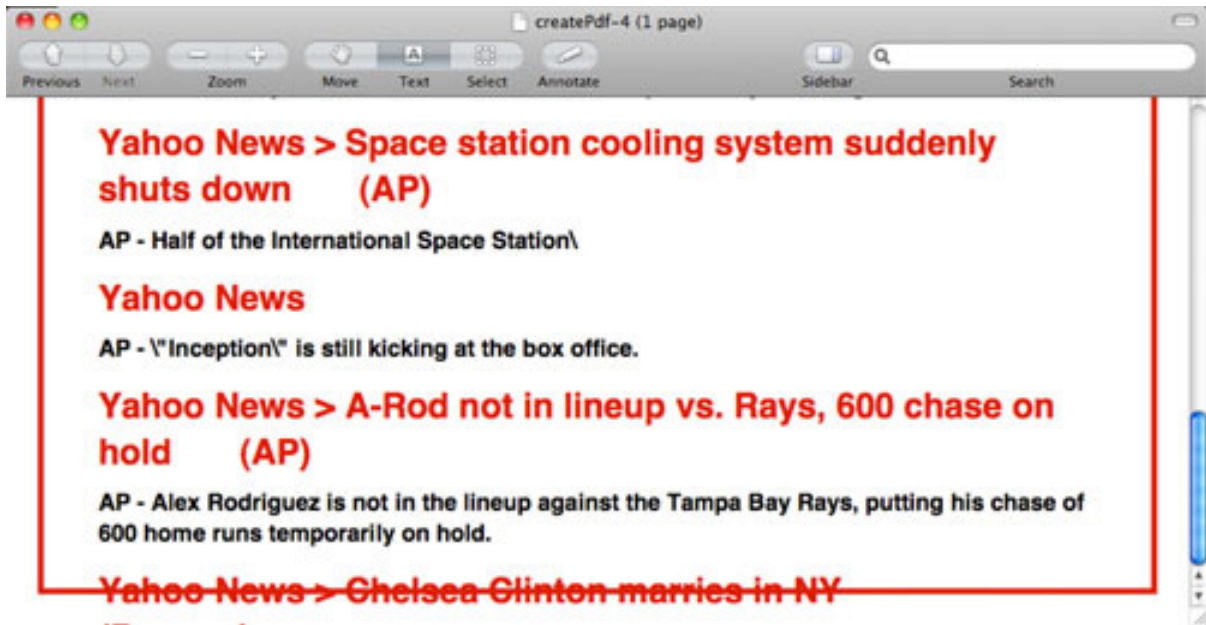 createPdf-4 (1 page)
Previous Next Zoom Move Text Select Annotate Sidebar Search
Yahoo News > Space station cooling system suddenly
shuts down (AP)
AP - Half of the International Space Station\
Yahoo News
AP - \"Inception\" is still kicking at the box office.
Yahoo News > A-Rod not in lineup vs. Rays, 600 chase on
hold (AP)
AP - Alex Rodriguez is not in the lineup against the Tampa Bay Rays, putting his chase of
600 home runs temporarily on hold.
Yahoo News > Chelsea Clinton marries in NY